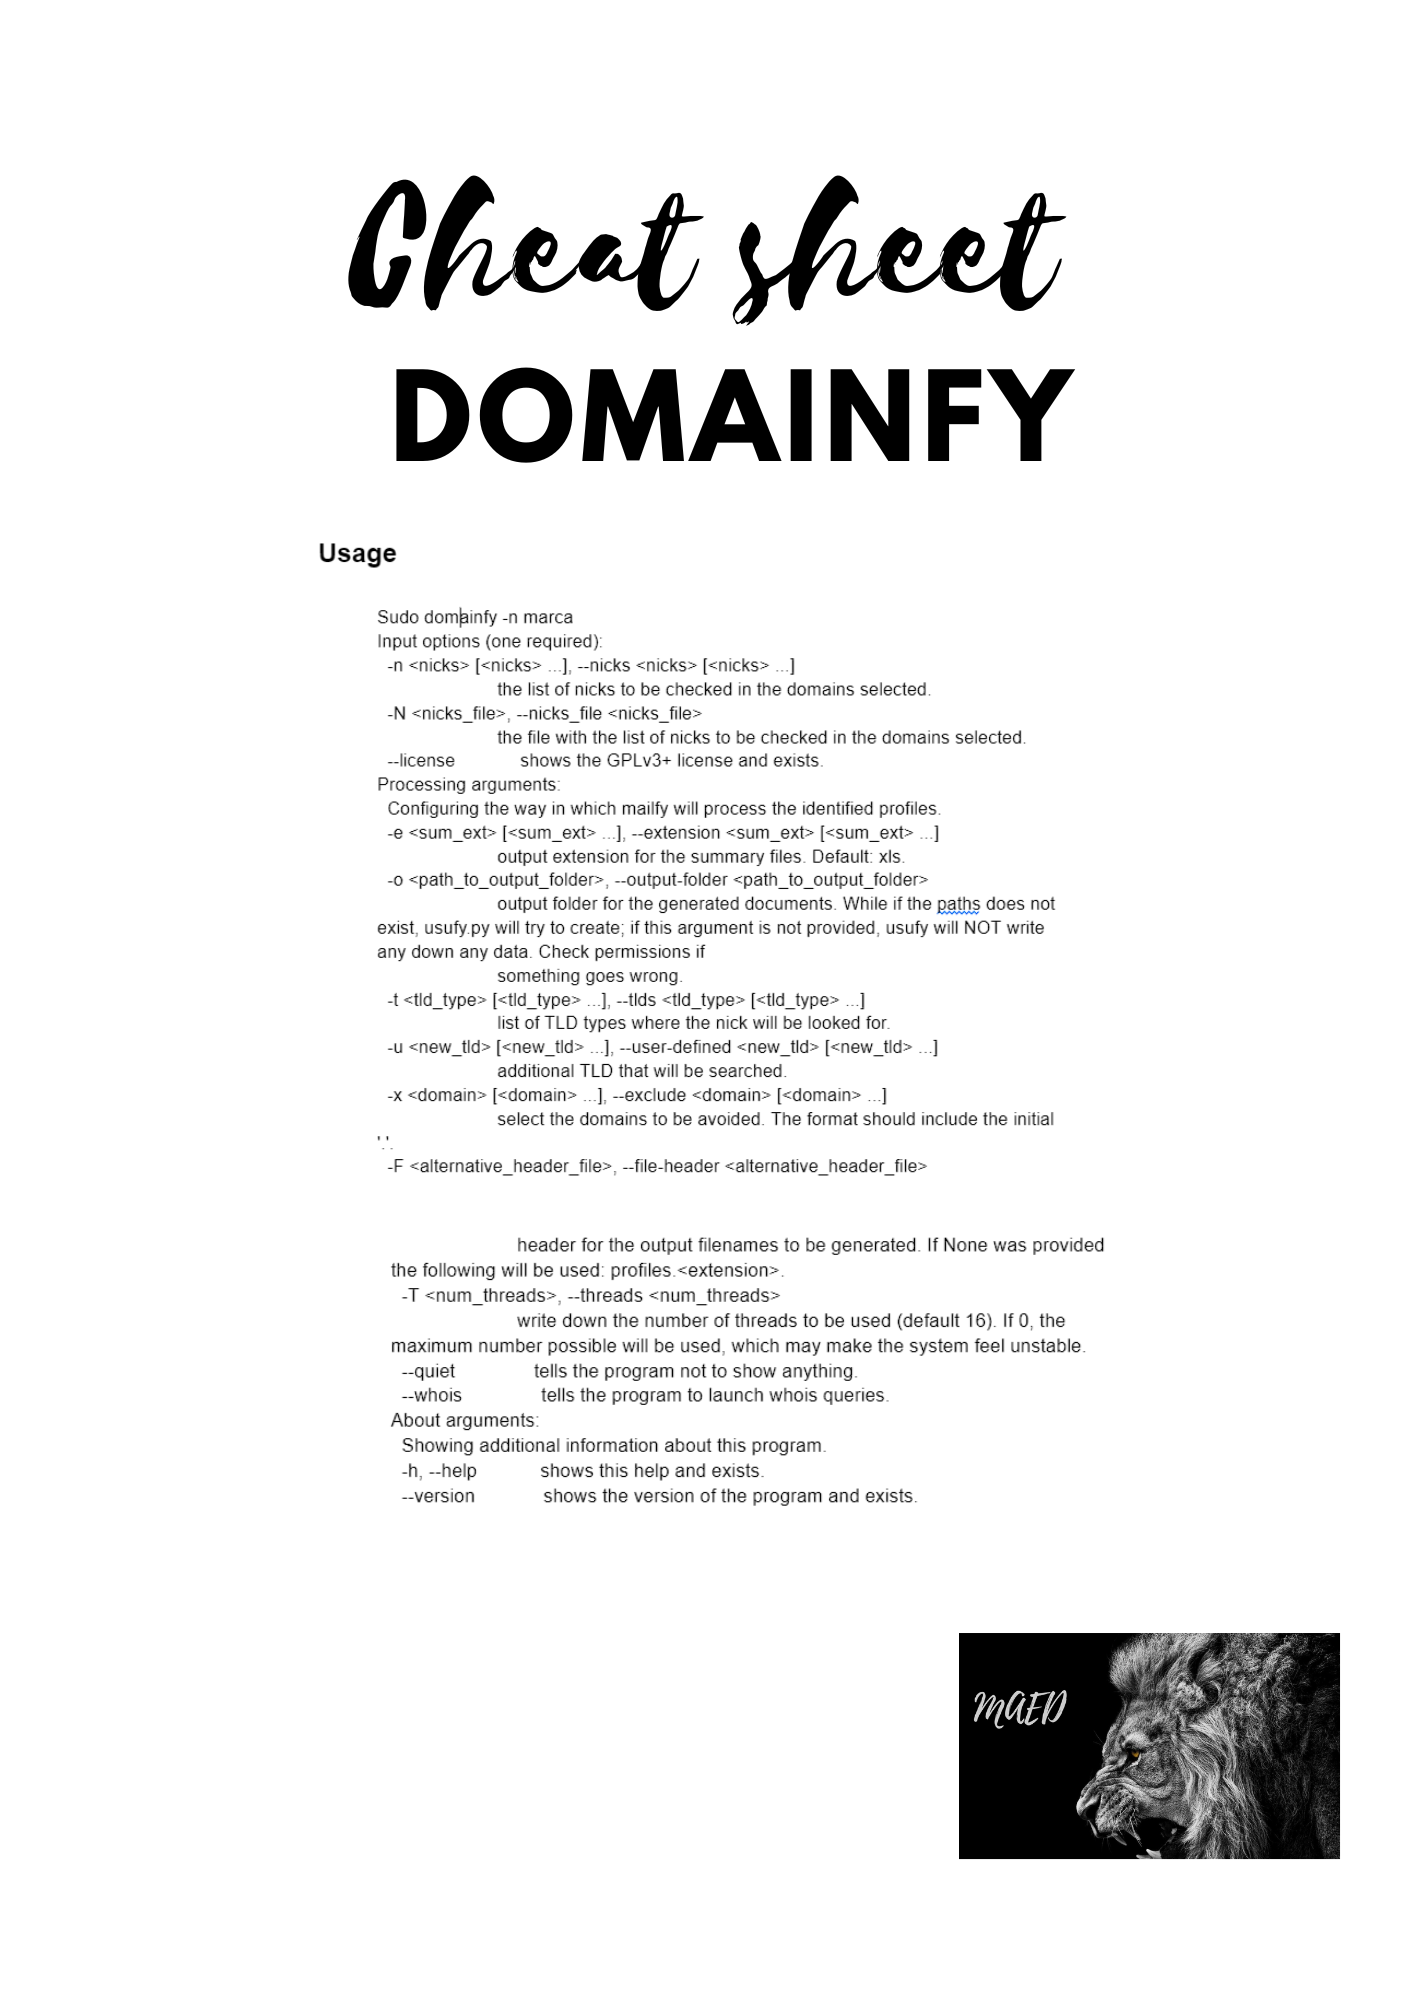 Cheat sheet
DOMAINFY
Usage
Sudo domainfy -n marca
Input options (one required):
-n <nicks> [<nicks> ...], --nicks <nicks> [<nicks> ...]
the list of nicks to be checked in the domains selected.
-N <nicks_file>, --nicks_file <nicks_file>
the file with the list of nicks to be checked in the domains selected.
--license shows the GPLv3+ license and exists.
Processing arguments:
Configuring the way in which mailfy will process the identified profiles.
-e <sum_ext> [<sum_ext> ...], --extension <sum_ext> [<sum_ext> ...]
output extension for the summary files. Default: xls.
-o <path_to_output_folder>, --output-folder <path_to_output_folder>
output folder for the generated documents. While if the paths does not
exist, usufy.py will try to create; if this argument is not provided, usufy will NOT write
any down any data. Check permissions if
something goes wrong.
-t <tld_type> [<tld_type> ...], --tlds <tld_type> [<tld_type> ...]
list of TLD types where the nick will be looked for.
-u <new_tld> [<new_tld> ...], --user-defined <new_tld> [<new_tld> ...]
additional TLD that will be searched.
-x <domain> [<domain> ...], --exclude <domain> [<domain> ...]
select the domains to be avoided. The format should include the initial
'.'.
-F <alternative_header_file>, --file-header <alternative_header_file>
header for the output filenames to be generated. If None was provided
the following will be used: profiles.<extension>.
-T <num_threads>, --threads <num_threads>
write down the number of threads to be used (default 16). If 0, the
maximum number possible will be used, which may make the system feel unstable.
--quiet tells the program not to show anything.
--whois tells the program to launch whois queries.
About arguments:
Showing additional information about this program.
-h, --help shows this help and exists.
--version shows the version of the program and exists.
MAED